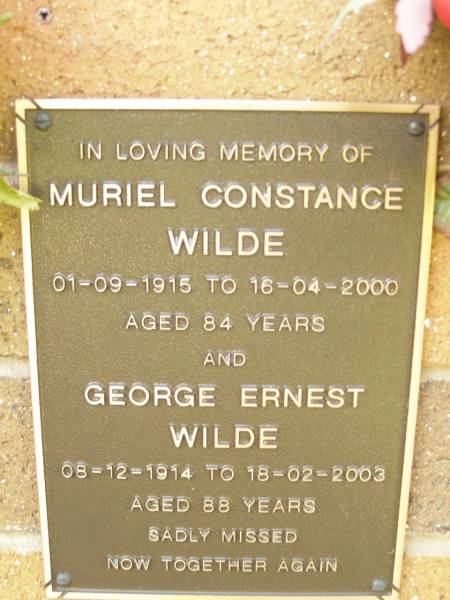 IN LOVING MEMORY OF
MURIEL CONSTANCE
WILDE
01-09-1915 TO 16-04-2000
AGED 84 YEARS
AND
GEORGE ERNEST
WILDE
08-12-1914 TO 18-02-2003
AGED 88 YEARS
SADLY MISSED
NOW TOGETHER AGAIN